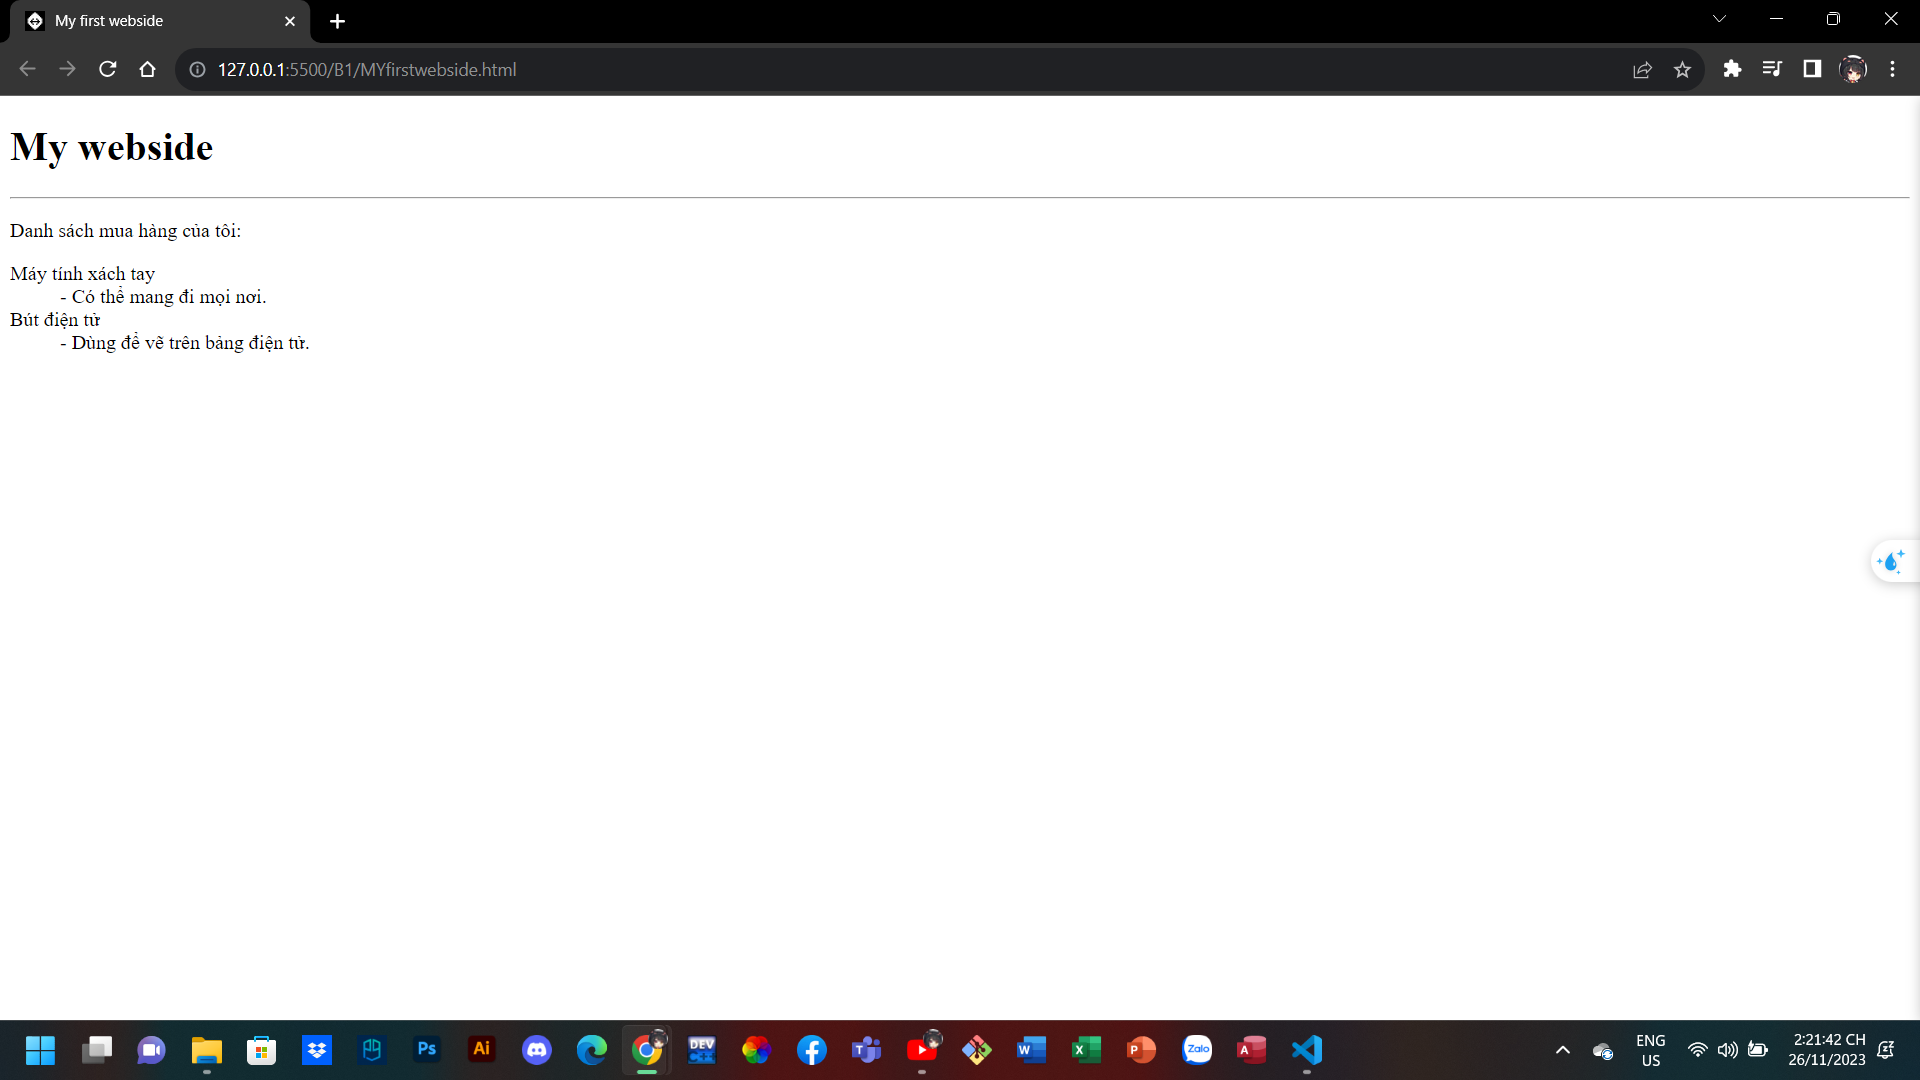 My first webside
127.0.0.1:5500/B1/MYfirstwebside.html
My webside
Danh sách mua hàng của tôi:
Máy tính xách tay
- Có thể mang đi mọi nơi.
Bút điện tử
- Dùng để vẽ trên bảng điện tử.
Ps
Ai
DEV
C++
T
W
X
P
Zalo
A
ENG
US
2:21:42 CH
26/11/2023